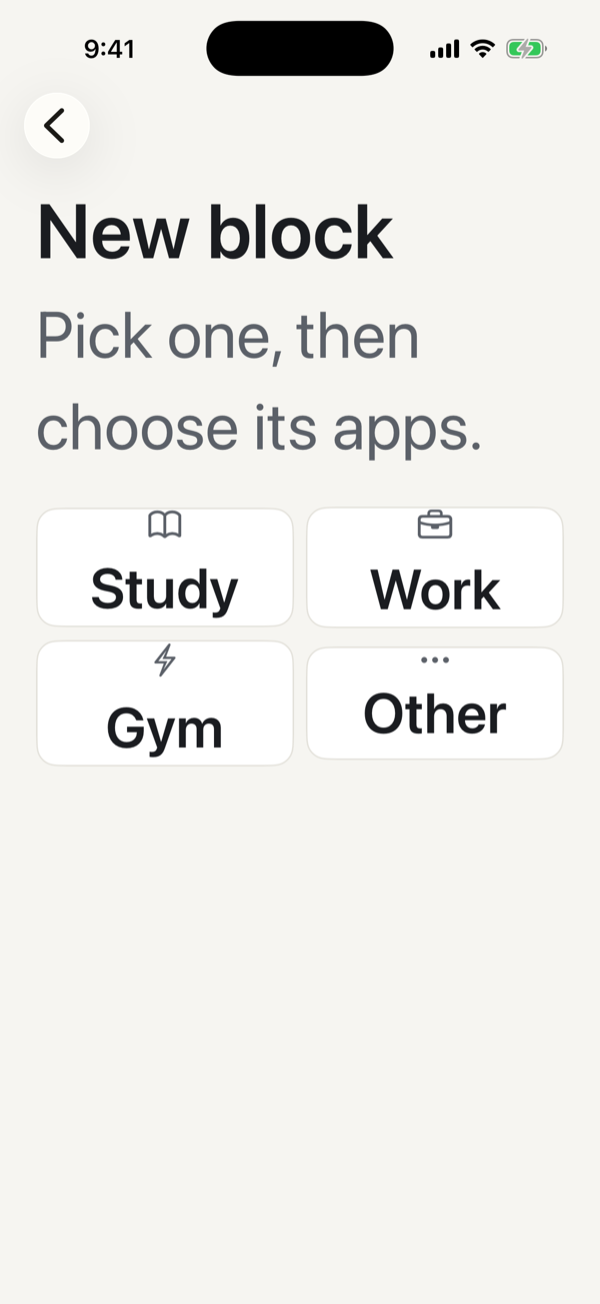 9:41
New block
Pick one, then
choose its apps.
Study
Work
Gym
Other